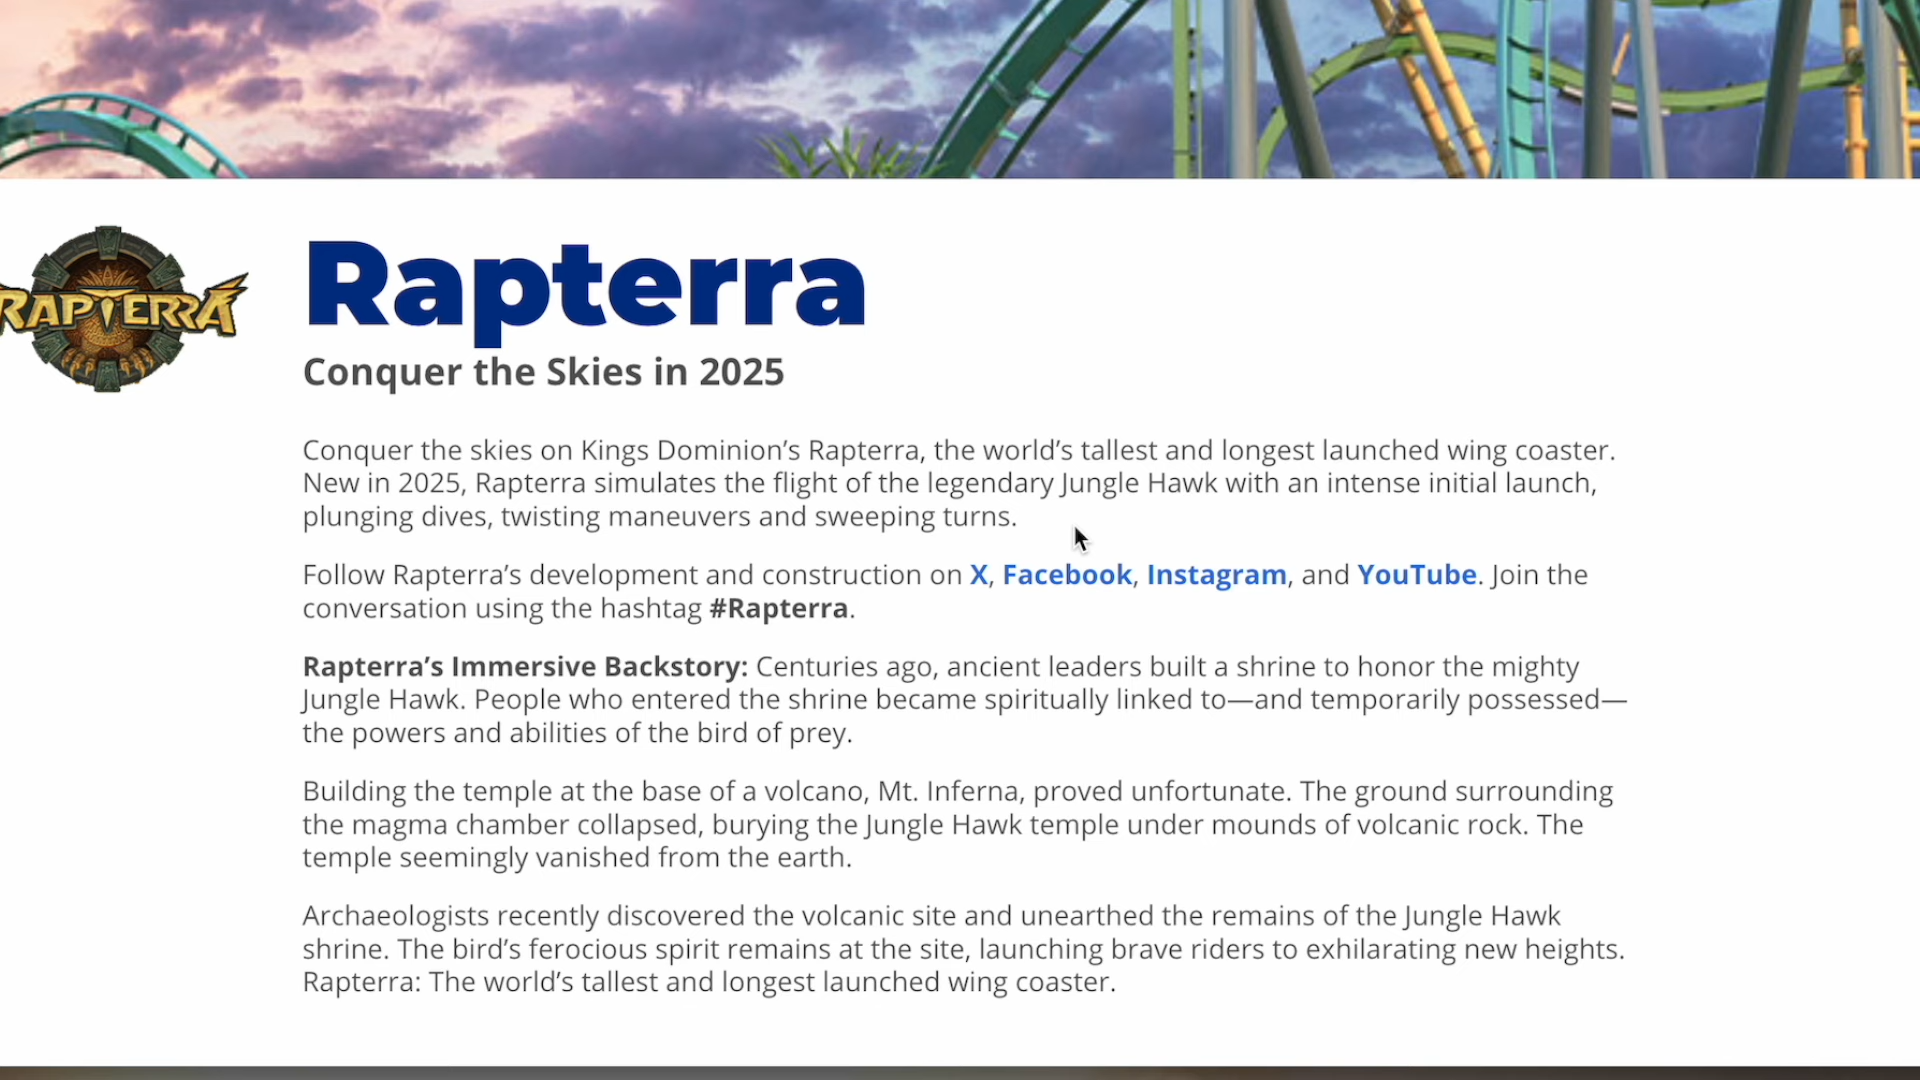 RAPTERRA
Rapterra
Conquer the Skies in 2025
Conquer the skies on Kings Dominion’s Rapterra, the world’s tallest and longest launched wing coaster.
New in 2025, Rapterra simulates the flight of the legendary Jungle Hawk with an intense initial launch,
plunging dives, twisting maneuvers and sweeping turns.
Follow Rapterra’s development and construction on X, Facebook, Instagram, and YouTube. Join the
conversation using the hashtag #Rapterra.
Rapterra’s Immersive Backstory: Centuries ago, ancient leaders built a shrine to honor the mighty
Jungle Hawk. People who entered the shrine became spiritually linked to—and temporarily possessed—
the powers and abilities of the bird of prey.
Building the temple at the base of a volcano, Mt. Inferna, proved unfortunate. The ground surrounding
the magma chamber collapsed, burying the Jungle Hawk temple under mounds of volcanic rock. The
temple seemingly vanished from the earth.
Archaeologists recently discovered the volcanic site and unearthed the remains of the Jungle Hawk
shrine. The bird’s ferocious spirit remains at the site, launching brave riders to exhilarating new heights.
Rapterra: The world’s tallest and longest launched wing coaster.